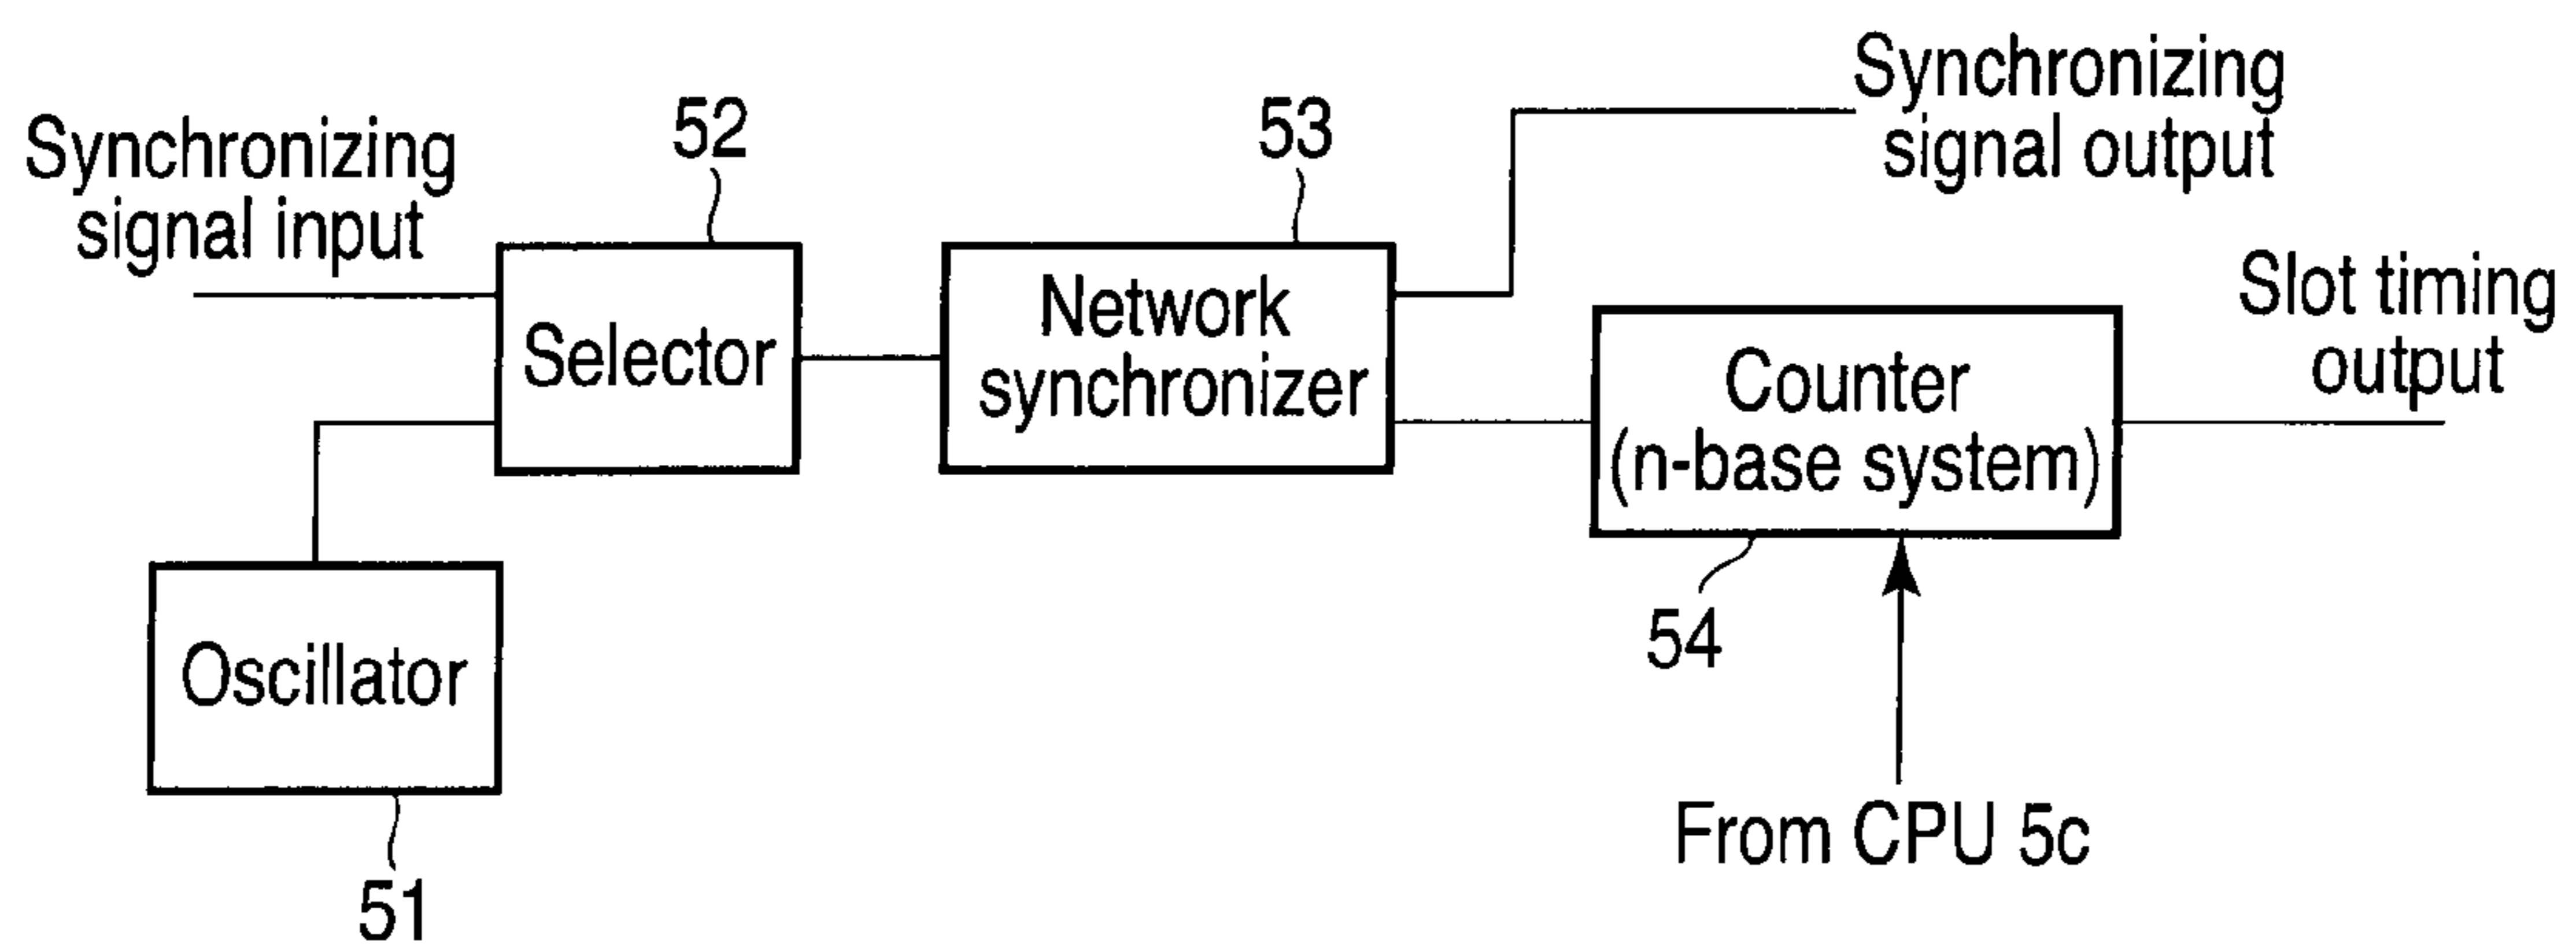 Synchronizing
signal input
52
53
Synchronizing
signal output
Selector
Network
synchronizer
Counter
(n-base system)
Slot timing
output
Oscillator
51
54
From CPU 5c